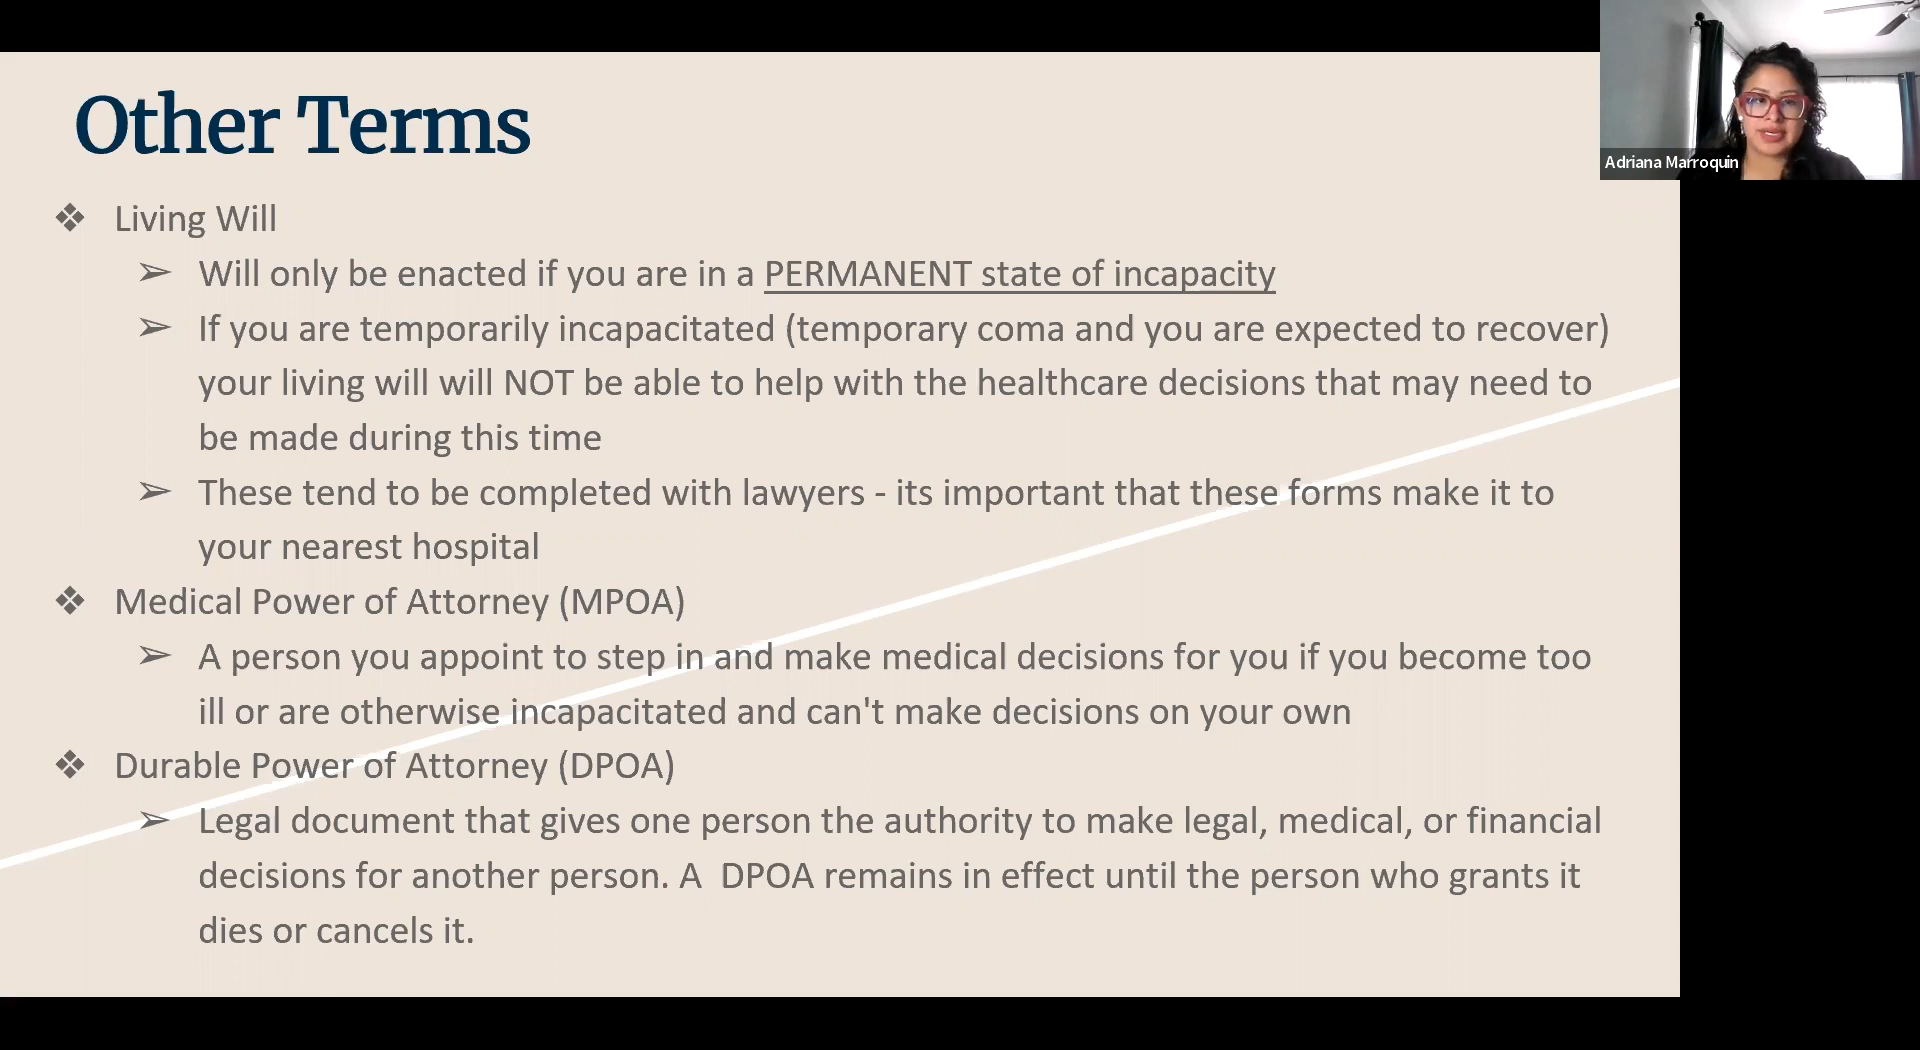 Other Terms
Adriana Marroquin
❖ Living Will
➢ Will only be enacted if you are in a PERMANENT state of incapacity
➢ If you are temporarily incapacitated (temporary coma and you are expected to recover)
your living will will NOT be able to help with the healthcare decisions that may need to
be made during this time
➢ These tend to be completed with lawyers - its important that these forms make it to
your nearest hospital
❖ Medical Power of Attorney (MPOA)
➢ A person you appoint to step in and make medical decisions for you if you become too
ill or are otherwise incapacitated and can't make decisions on your own
❖ Durable Power of Attorney (DPOA)
➢ Legal document that gives one person the authority to make legal, medical, or financial
decisions for another person. A  DPOA remains in effect until the person who grants it
dies or cancels it.